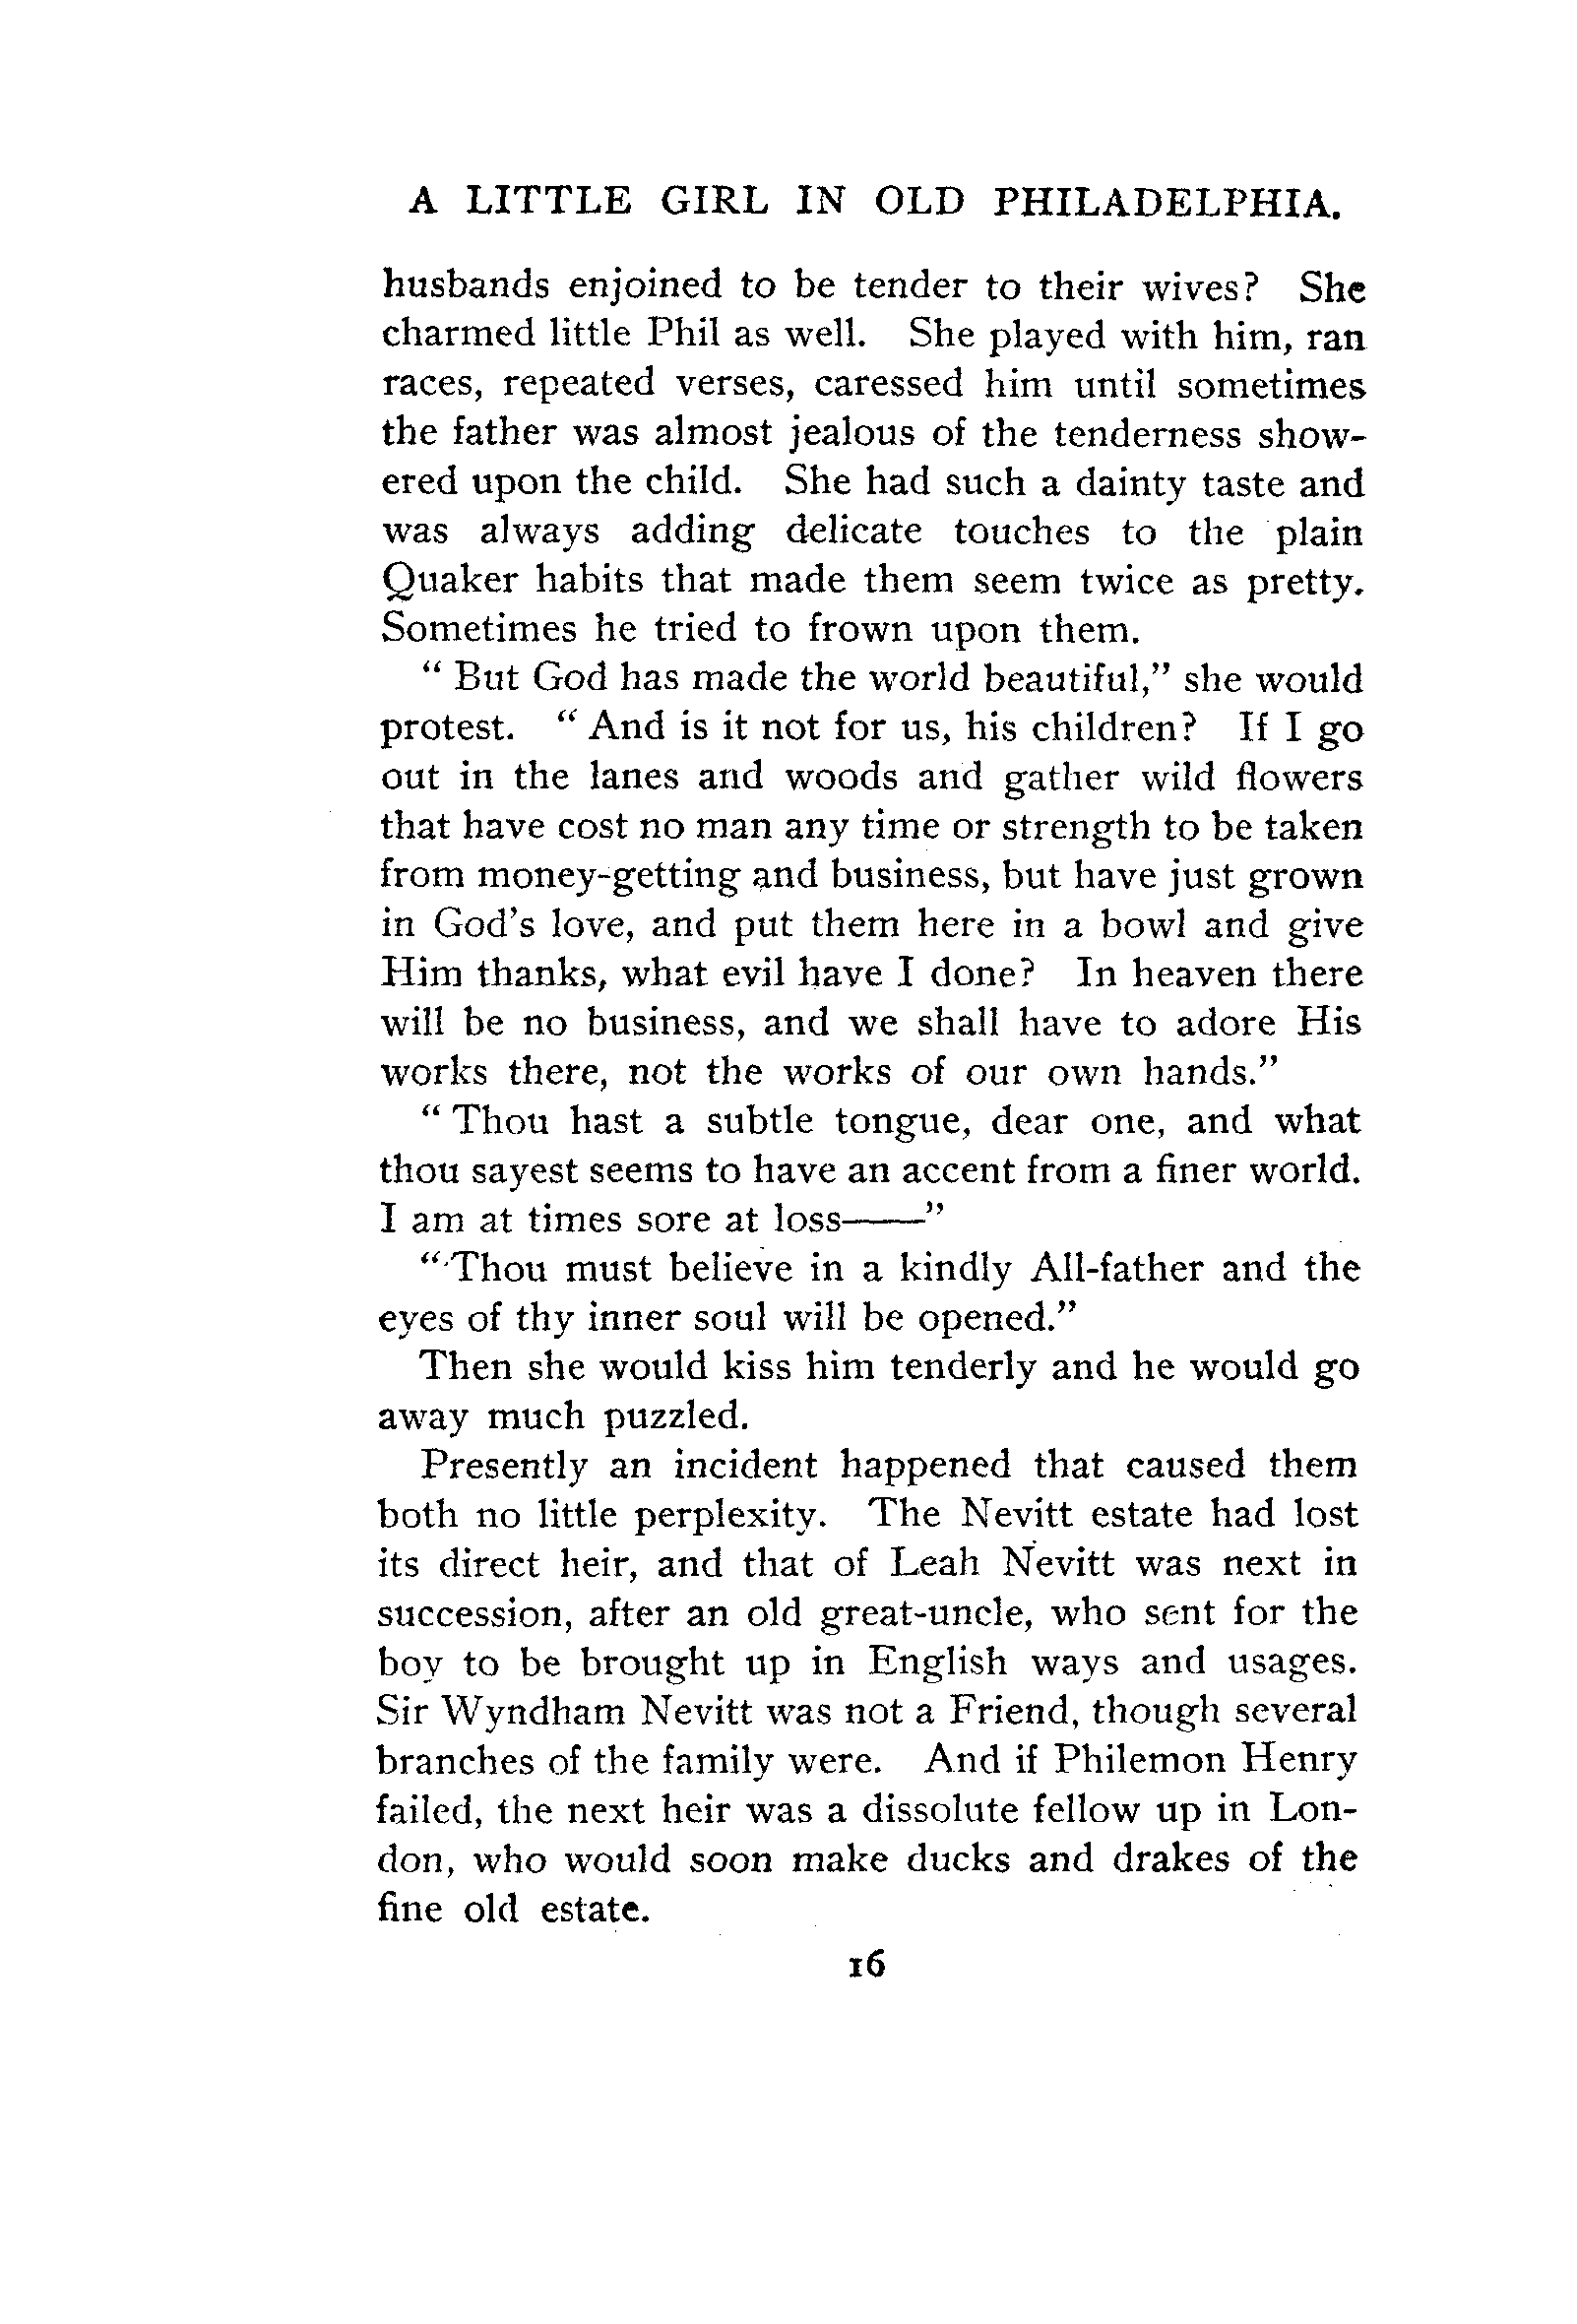 A LITTLE GIRL IN OLD PHILADELPHIA.
husbands enjoined to be tender to their wives? She
charmed little Phil as well. She played with him, ran
races, repeated verses, caressed him until sometimes
the father was almost jealous of the tenderness show-
ered upon the child. She had such a dainty taste and
was always adding delicate touches to the plain
Quaker habits that made them seem twice as pretty.
Sometimes he tried to frown upon them.
“ But God has made the world beautiful,” she would
protest. “ And is it not for us, his children? If I go
out in the lanes and woods and gather wild flowers
that have cost no man any time or strength to be taken
from money-getting and business, but have just grown
in God’s love, and put them here in a bowl and give
Him thanks, what evil have I done? In heaven there
will be no business, and we shall have to adore His
works there, not the works of our own hands.”
“ Thou hast a subtle tongue, dear one, and what
thou sayest seems to have an accent from a finer world.
I am at times sore at loss——”
“ Thou must believe in a kindly All-father and the
eyes of thy inner soul will be opened.”
Then she would kiss him tenderly and he would go
away much puzzled.
Presently an incident happened that caused them
both no little perplexity. The Nevitt estate had lost
its direct heir, and that of Leah Nevitt was next in
succession, after an old great-uncle, who sent for the
boy to be brought up in English ways and usages.
Sir Wyndham Nevitt was not a Friend, though several
branches of the family were. And if Philemon Henry
failed, the next heir was a dissolute fellow up in Lon-
don, who would soon make ducks and drakes of the
fine old estate.
16